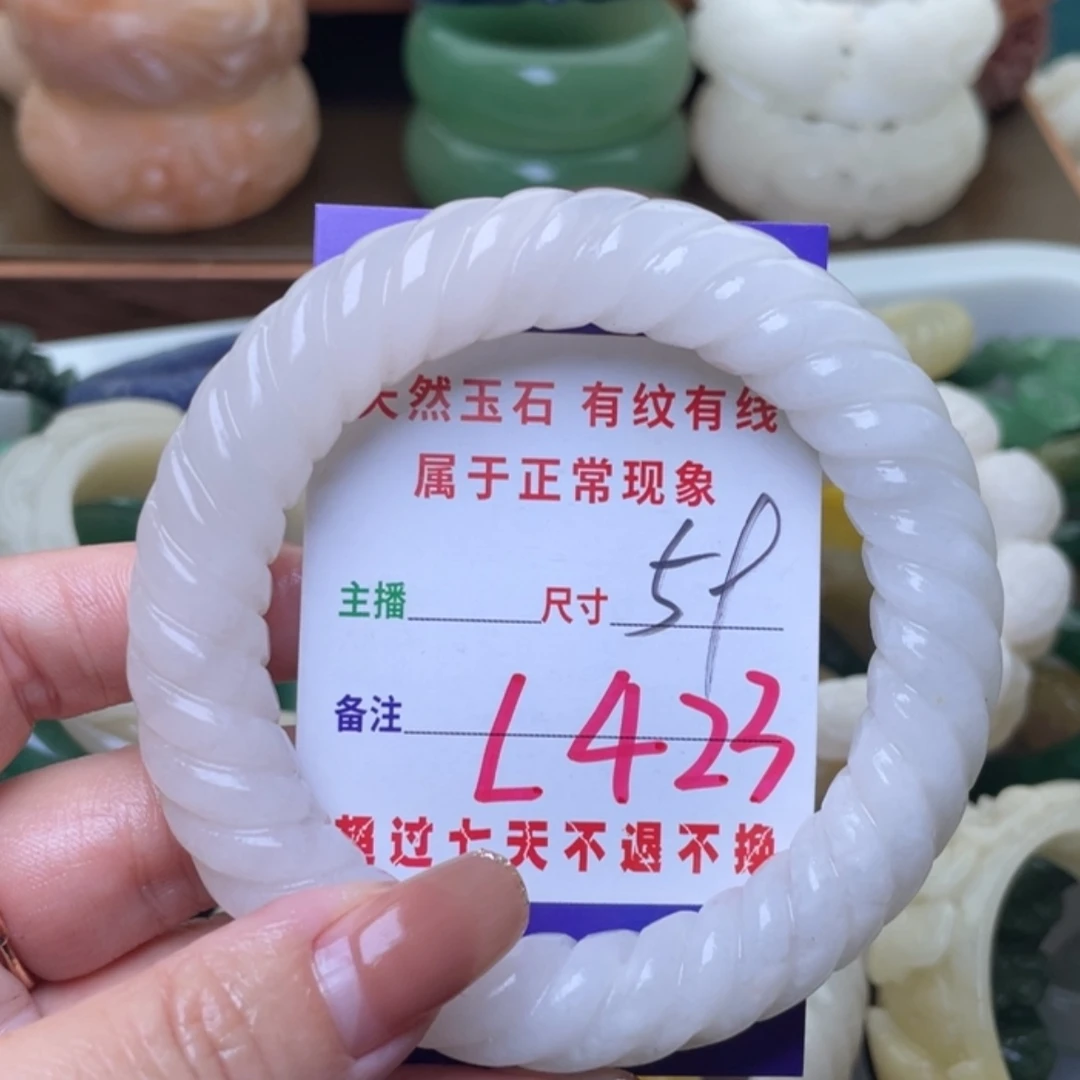 天然玉石 有纹有线
属于正常现象
主播 尺寸 59
备注 L423
超过七天不退不换